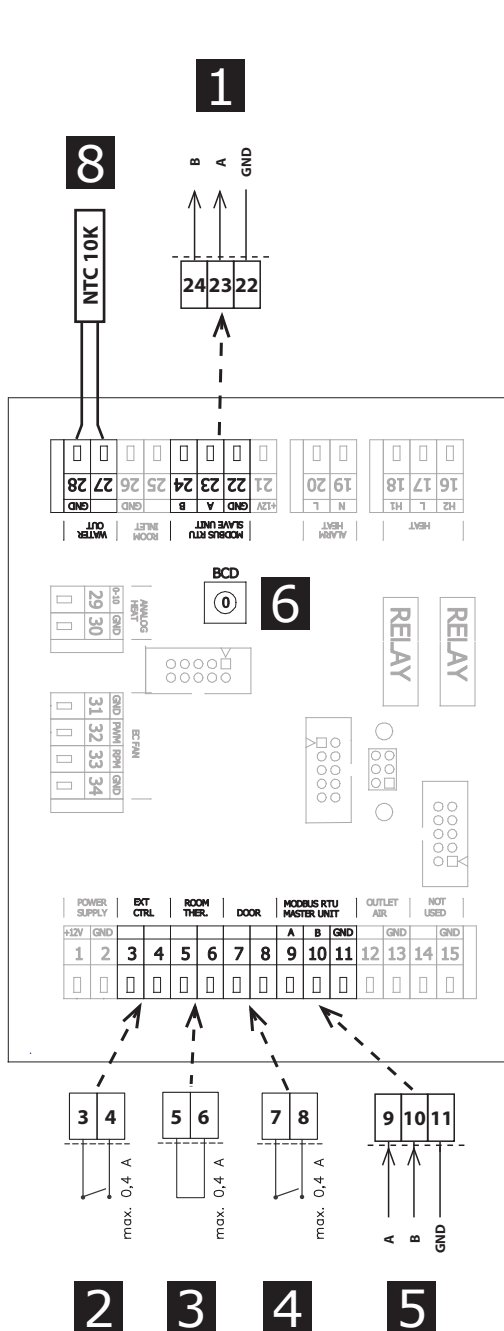 1
B A GND
8
NTC 10K
24 23 22
28 27 26 25 24 23 22 21 20 19 18 17 16
GND GND B A GND +12V L N H1 L H2
WATER OUT
ROOM INLET
MODBUS RTU SLAVE UNIT
ALARM HEAT
HEAT
BCD
0
6
29 0-10
30 GND
ANALOG HEAT
RELAY RELAY
31 GND
32 PWM
33 RPM
34 GND
EC FAN
POWER SUPPLY
EXT CTRL
ROOM THER.
DOOR
MODBUS RTU MASTER UNIT
OUTLET AIR
NOT USED
+12V GND A B GND GND GND
1 2 3 4 5 6 7 8 9 10 11 12 13 14 15
3 4
5 6
7 8
9 10 11
max. 0,4 A
max. 0,4 A
max. 0,4 A
A B GND
2 3 4 5